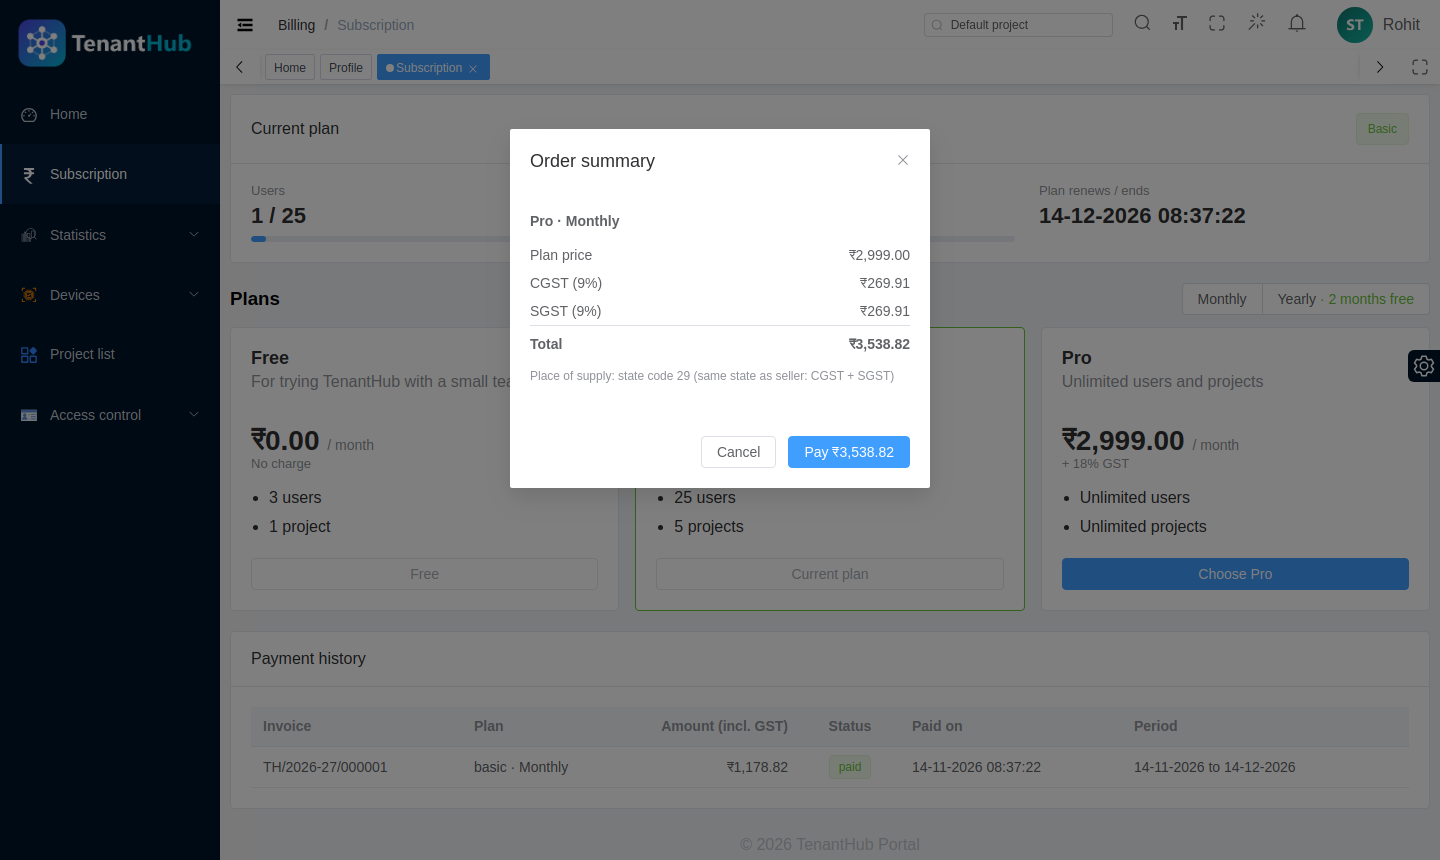 TenantHub
Home
Subscription
Statistics
Devices
Project list
Access control
Billing / Subscription
Default project
ST Rohit
Home Profile Subscription
Current plan
Basic
Users
1 / 25
Plan renews / ends
14-12-2026 08:37:22
Plans
Monthly Yearly · 2 months free
Order summary
Pro · Monthly
Plan price ₹2,999.00
CGST (9%) ₹269.91
SGST (9%) ₹269.91
Total ₹3,538.82
Place of supply: state code 29 (same state as seller: CGST + SGST)
Cancel Pay ₹3,538.82
Free
For trying TenantHub with a small
₹0.00 / month
No charge
3 users
1 project
Free
25 users
5 projects
Current plan
Pro
Unlimited users and projects
₹2,999.00 / month
+ 18% GST
Unlimited users
Unlimited projects
Choose Pro
Payment history
Invoice Plan Amount (incl. GST) Status Paid on Period
TH/2026-27/000001 basic · Monthly ₹1,178.82 paid 14-11-2026 08:37:22 14-11-2026 to 14-12-2026
© 2026 TenantHub Portal